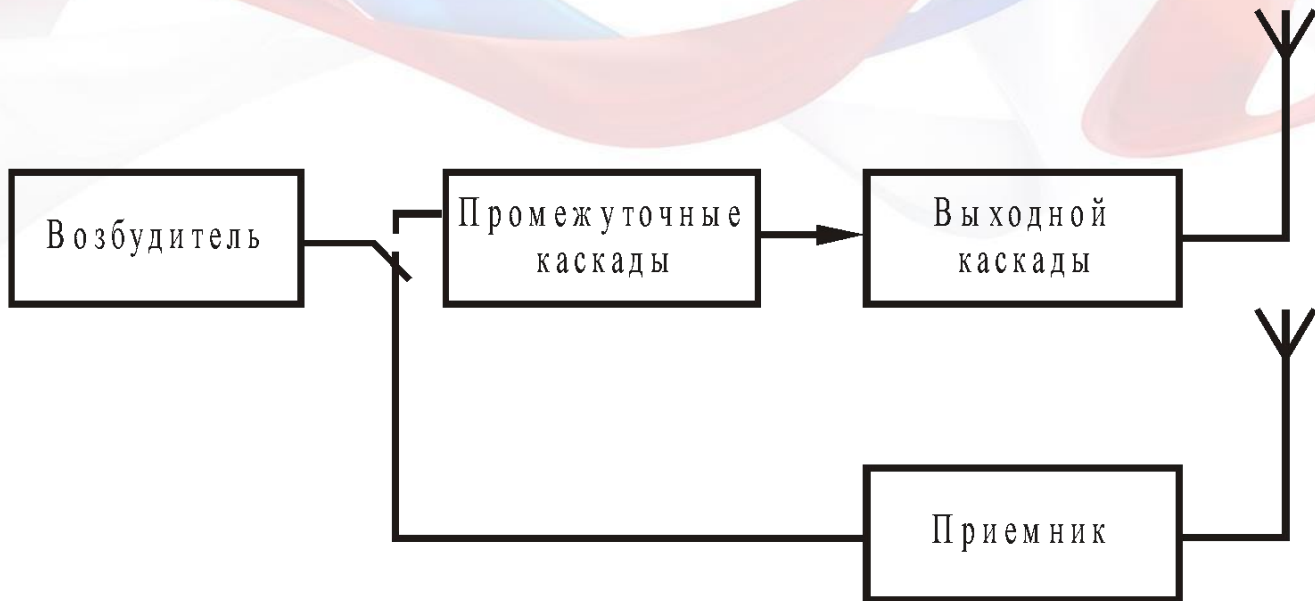 Возбудитель
Промежуточные
каскады
Выходной
каскады
Приемник